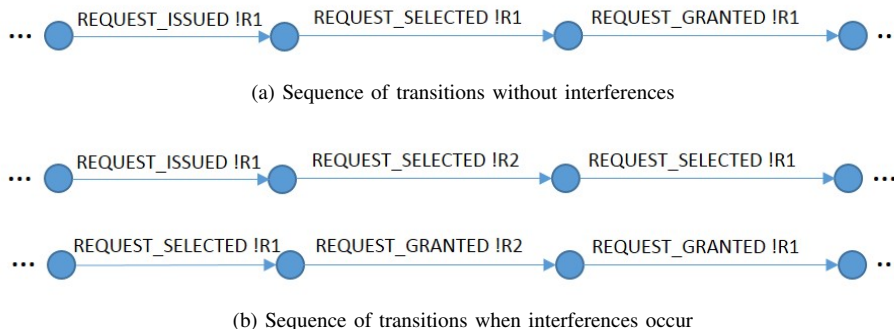 ... REQUEST_ISSUED !R1 REQUEST_SELECTED !R1 REQUEST_GRANTED !R1 ...
(a) Sequence of transitions without interferences
... REQUEST_ISSUED !R1 REQUEST_SELECTED !R2 REQUEST_SELECTED !R1 ...
... REQUEST_SELECTED !R1 REQUEST_GRANTED !R2 REQUEST_GRANTED !R1 ...
(b) Sequence of transitions when interferences occur